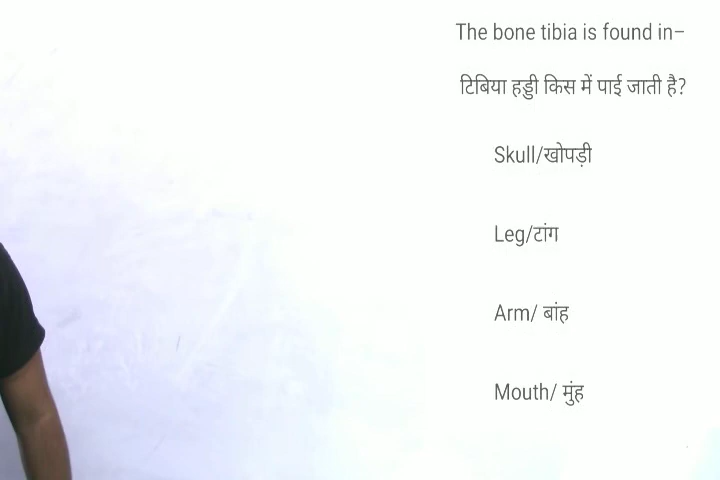 The bone tibia is found in–
टिबिया हड्डी किस में पाई जाती है?
Skull/खोपड़ी
Leg/टांग
Arm/ बांह
Mouth/ मुंह